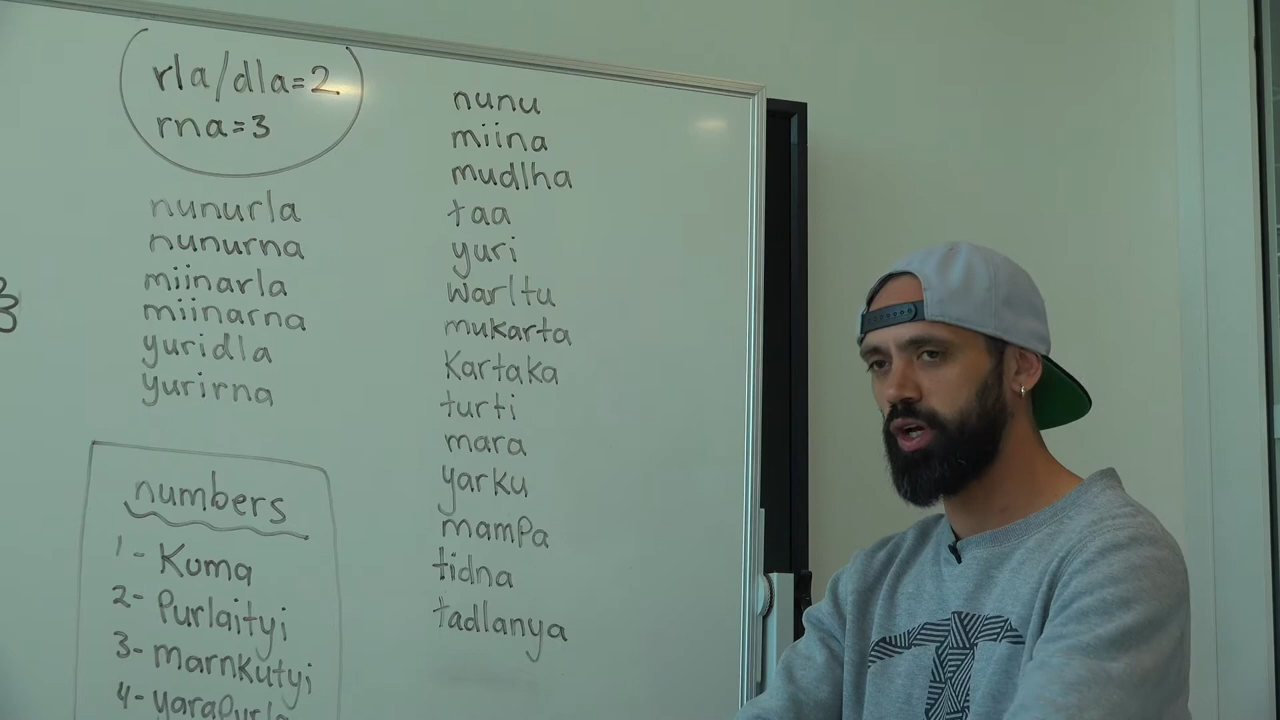 rla/dla=2
rna=3
nunurla
nunurna
miinarla
miinarna
yuridla
yurirna
numbers
1- Kuma
2- Purlaityi
3- marnkutyi
4- yarapurla
nunu
miina
mudlha
taa
yuri
warltu
mukarta
Kartaka
turti
mara
yarku
mampa
tidna
tadlanya